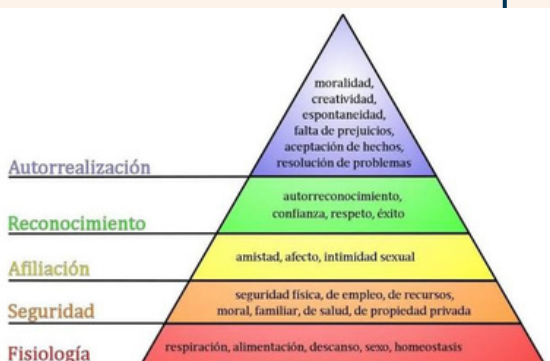 moralidad,
creatividad,
espontaneidad,
falta de prejuicios,
aceptación de hechos,
resolución de problemas
Autorrealización
autorreconocimiento,
confianza, respeto, éxito
Reconocimiento
amistad, afecto, intimidad sexual
Afiliación
seguridad física, de empleo, de recursos,
moral, familiar, de salud, de propiedad privada
Seguridad
respiración, alimentación, descanso, sexo, homeostasis
Fisiología